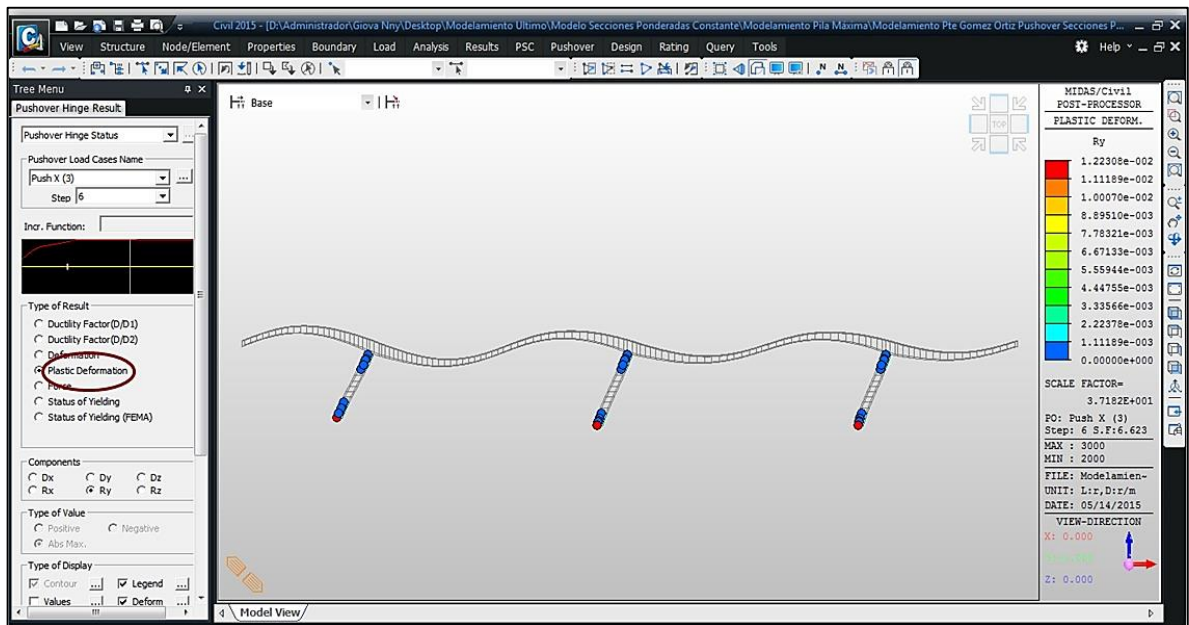 Civil 2015 - [D:\Administrador\Giova Nny\Desktop\Modelamiento Ultimo\Modelo Secciones Ponderadas Constante\Modelamiento Pila Máxima\Modelamiento Pte Gomez Ortiz Pushover Secciones P...
View Structure Node/Element Properties Boundary Load Analysis Results PSC Pushover Design Rating Query Tools Help
Tree Menu
Pushover Hinge Result
Pushover Hinge Status
Pushover Load Cases Name
Push X (3)
Step 6
Incr. Function:
Type of Result
Ductility Factor(D/D1)
Ductility Factor(D/D2)
Deformation
Plastic Deformation
Force
Status of Yielding
Status of Yielding (FEMA)
Components
Dx Dy Dz
Rx Ry Rz
Type of Value
Positive Negative
Abs Max.
Type of Display
Contour ... Legend ...
Values ... Deform ...
Base
TOP
Model View
MIDAS/Civil
POST-PROCESSOR
PLASTIC DEFORM.
Ry
1.22308e-002
1.11189e-002
1.00070e-002
8.89510e-003
7.78321e-003
6.67133e-003
5.55944e-003
4.44755e-003
3.33566e-003
2.22378e-003
1.11189e-003
0.00000e+000
SCALE FACTOR=
3.7182E+001
PO: Push X (3)
Step: 6 S.F:6.623
MAX : 3000
MIN : 2000
FILE: Modelamien~
UNIT: L:r,D:r/m
DATE: 05/14/2015
VIEW-DIRECTION
X: 0.000
Z: 0.000